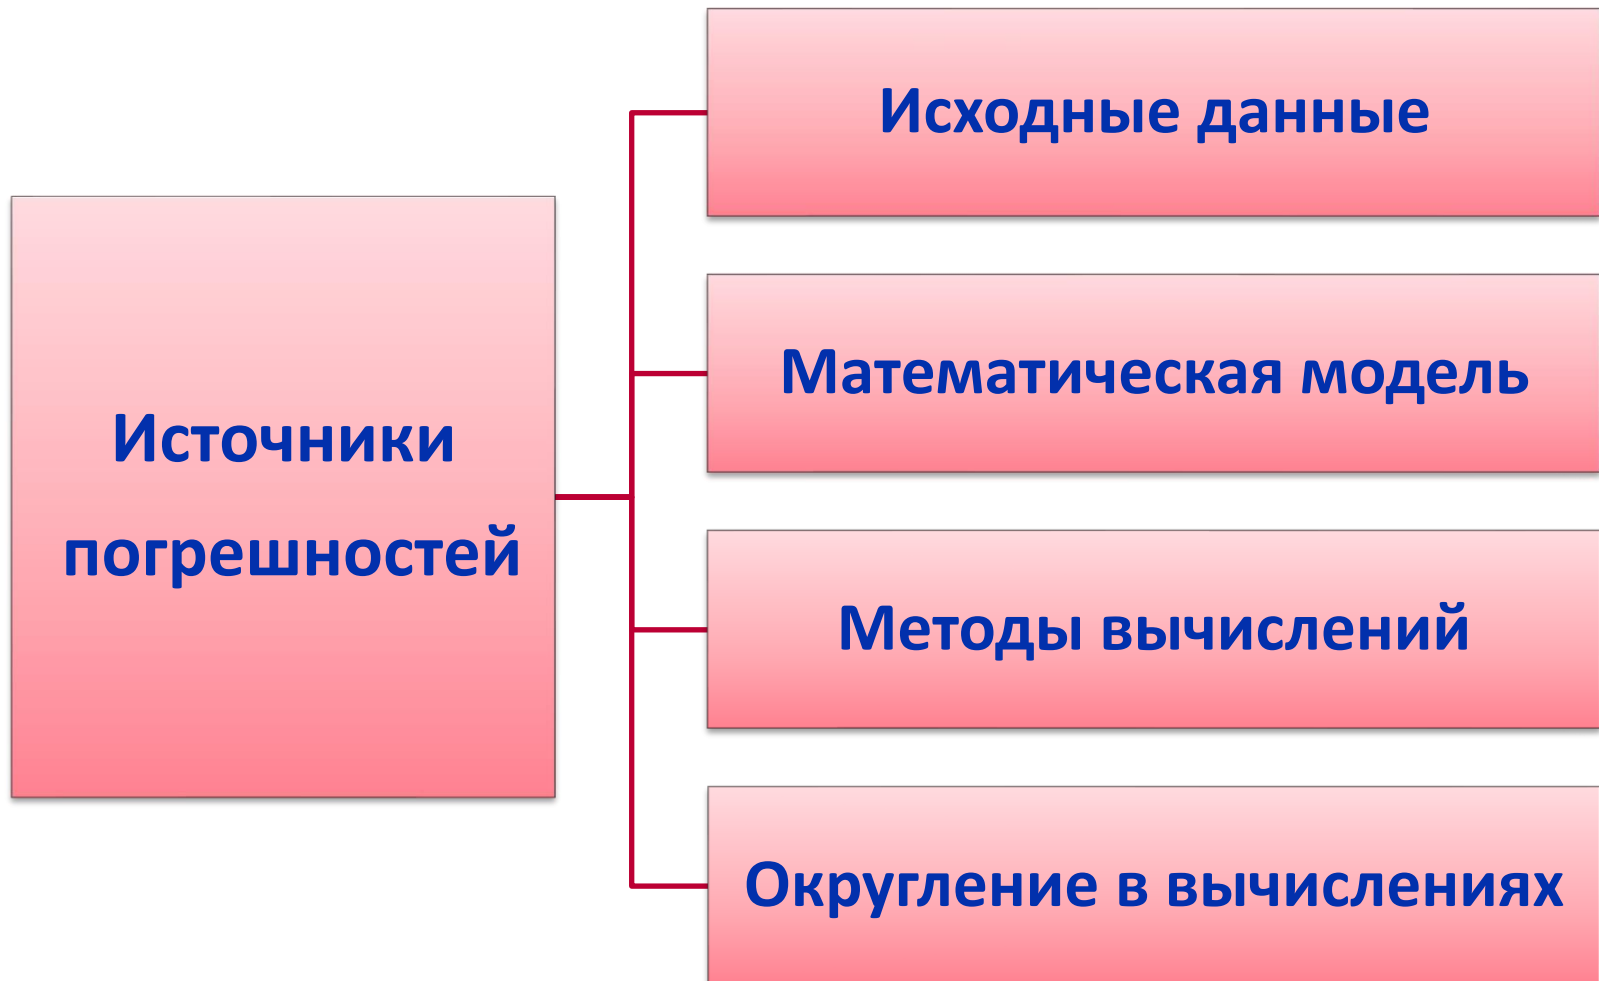 Источники
погрешностей
Исходные данные
Математическая модель
Методы вычислений
Округление в вычислениях